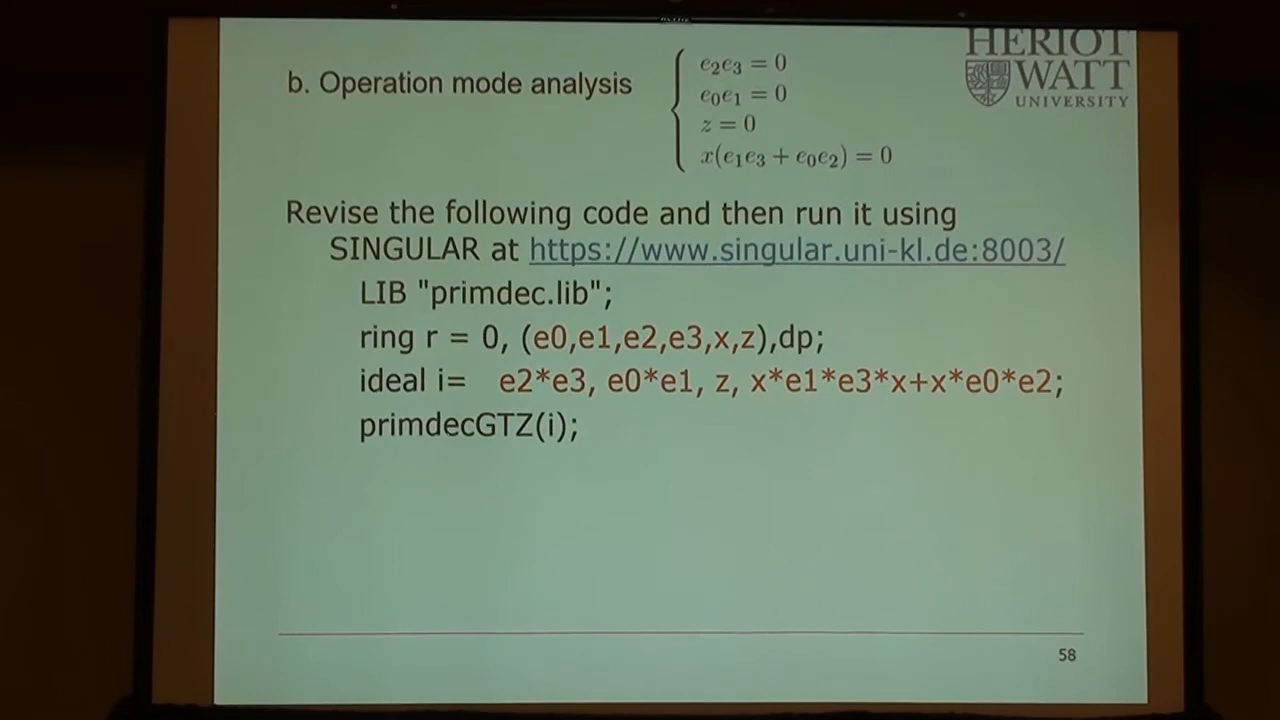 HERIOT
WATT
UNIVERSITY
b. Operation mode analysis
e₂e₃ = 0
e₀e₁ = 0
z = 0
x(e₁e₃ + e₀e₂) = 0
Revise the following code and then run it using
SINGULAR at https://www.singular.uni-kl.de:8003/
LIB "primdec.lib";
ring r = 0, (e0,e1,e2,e3,x,z),dp;
ideal i= e2*e3, e0*e1, z, x*e1*e3*x+x*e0*e2;
primdecGTZ(i);
58